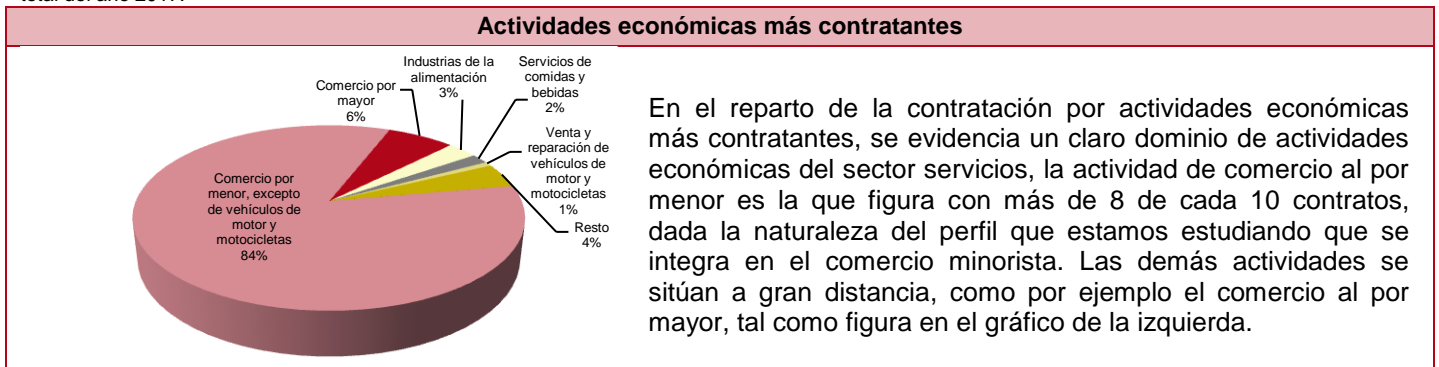 total del año 2017.
Actividades económicas más contratantes
Industrias de la
alimentación
3%
Servicios de
comidas y
bebidas
2%
Comercio por
mayor
6%
Venta y
reparación de
vehículos de
motor y
motocicletas
1%
Resto
4%
Comercio por
menor, excepto
de vehículos de
motor y
motocicletas
84%
En el reparto de la contratación por actividades económicas
más contratantes, se evidencia un claro dominio de actividades
económicas del sector servicios, la actividad de comercio al por
menor es la que figura con más de 8 de cada 10 contratos,
dada la naturaleza del perfil que estamos estudiando que se
integra en el comercio minorista. Las demás actividades se
sitúan a gran distancia, como por ejemplo el comercio al por
mayor, tal como figura en el gráfico de la izquierda.